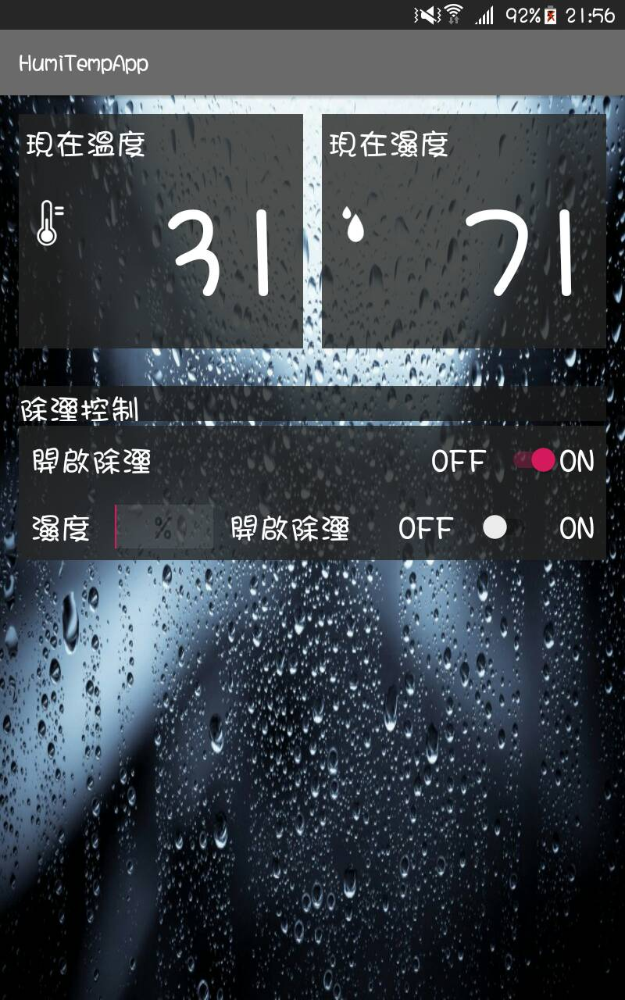 92% 21:56
HumiTempApp
現在溫度
現在濕度
31
71
除溼控制
開啟除溼 OFF ON
濕度 % 開啟除溼 OFF ON